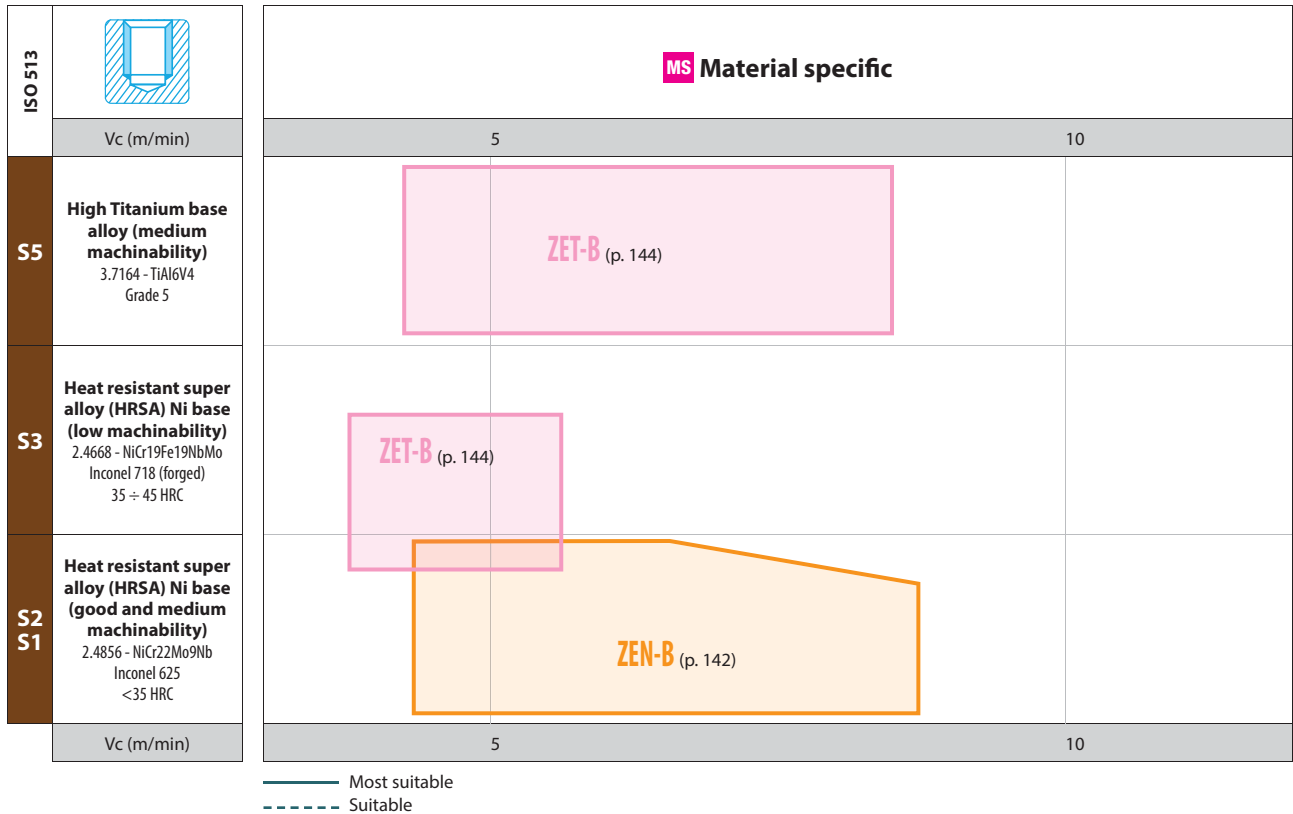 ISO 513
MS Material specific
Vc (m/min)
5
10
S5
High Titanium base
alloy (medium
machinability)
3.7164 - TiAl6V4
Grade 5
ZET-B (p. 144)
S3
Heat resistant super
alloy (HRSA) Ni base
(low machinability)
2.4668 - NiCr19Fe19NbMo
Inconel 718 (forged)
35 ÷ 45 HRC
ZET-B (p. 144)
S2
S1
Heat resistant super
alloy (HRSA) Ni base
(good and medium
machinability)
2.4856 - NiCr22Mo9Nb
Inconel 625
<35 HRC
ZEN-B (p. 142)
Vc (m/min)
5
10
Most suitable
Suitable